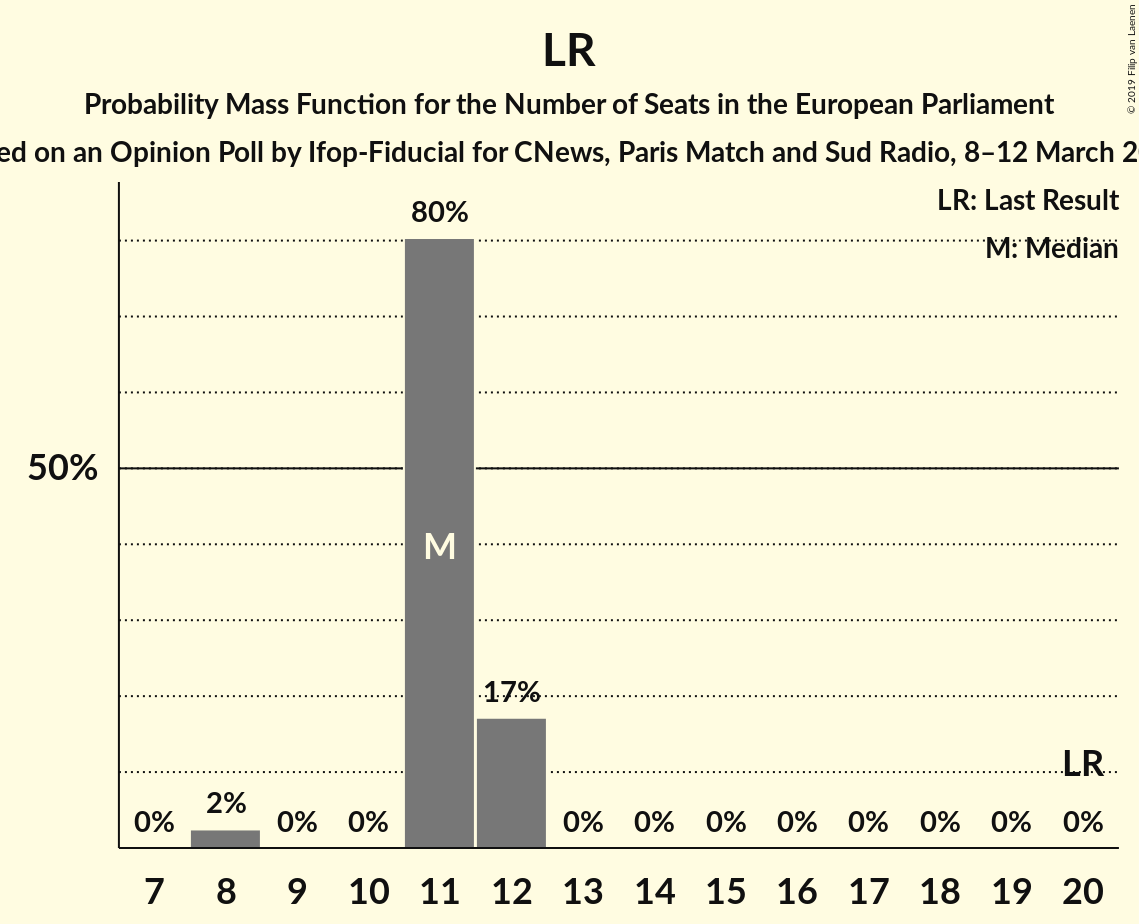 LR
Probability Mass Function for the Number of Seats in the European Parliament
on an Opinion Poll by Ifop-Fiducial for CNews, Paris Match and Sud Radio, 8–12 March
© 2019 Filip van Laenen
LR: Last Result
M: Median
80%
50%
M
17%
LR
2%
0% 0% 0% 0% 0% 0% 0% 0% 0% 0% 0%
7 8 9 10 11 12 13 14 15 16 17 18 19 20